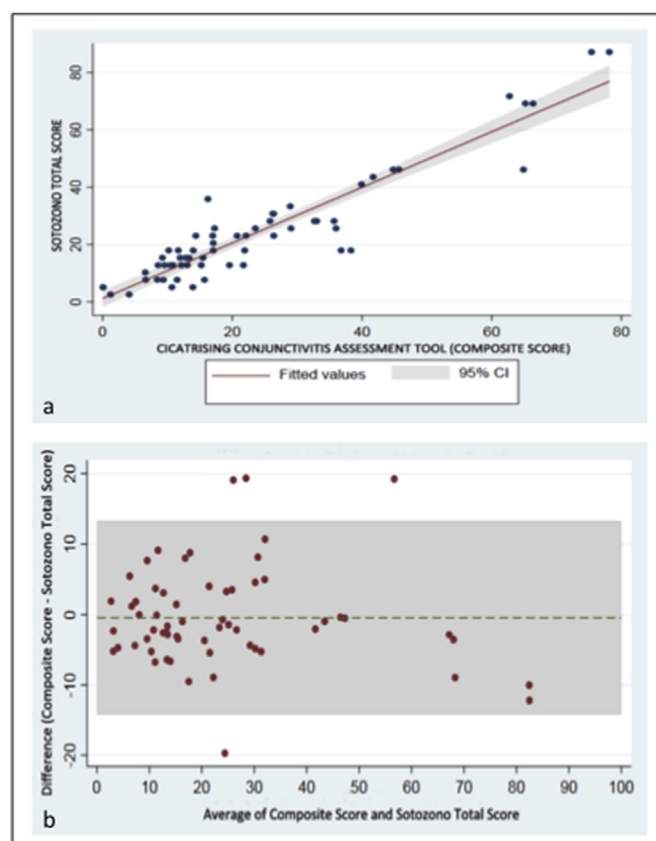 80
60
40
20
0
SOTOZONO TOTAL SCORE
0 20 40 60 80
CICATRISING CONJUNCTIVITIS ASSESSMENT TOOL (COMPOSITE SCORE)
Fitted values 95% CI
a
20
10
0
-10
-20
Difference (Composite Score - Sotozono Total Score)
0 10 20 30 40 50 60 70 80 90 100
Average of Composite Score and Sotozono Total Score
b